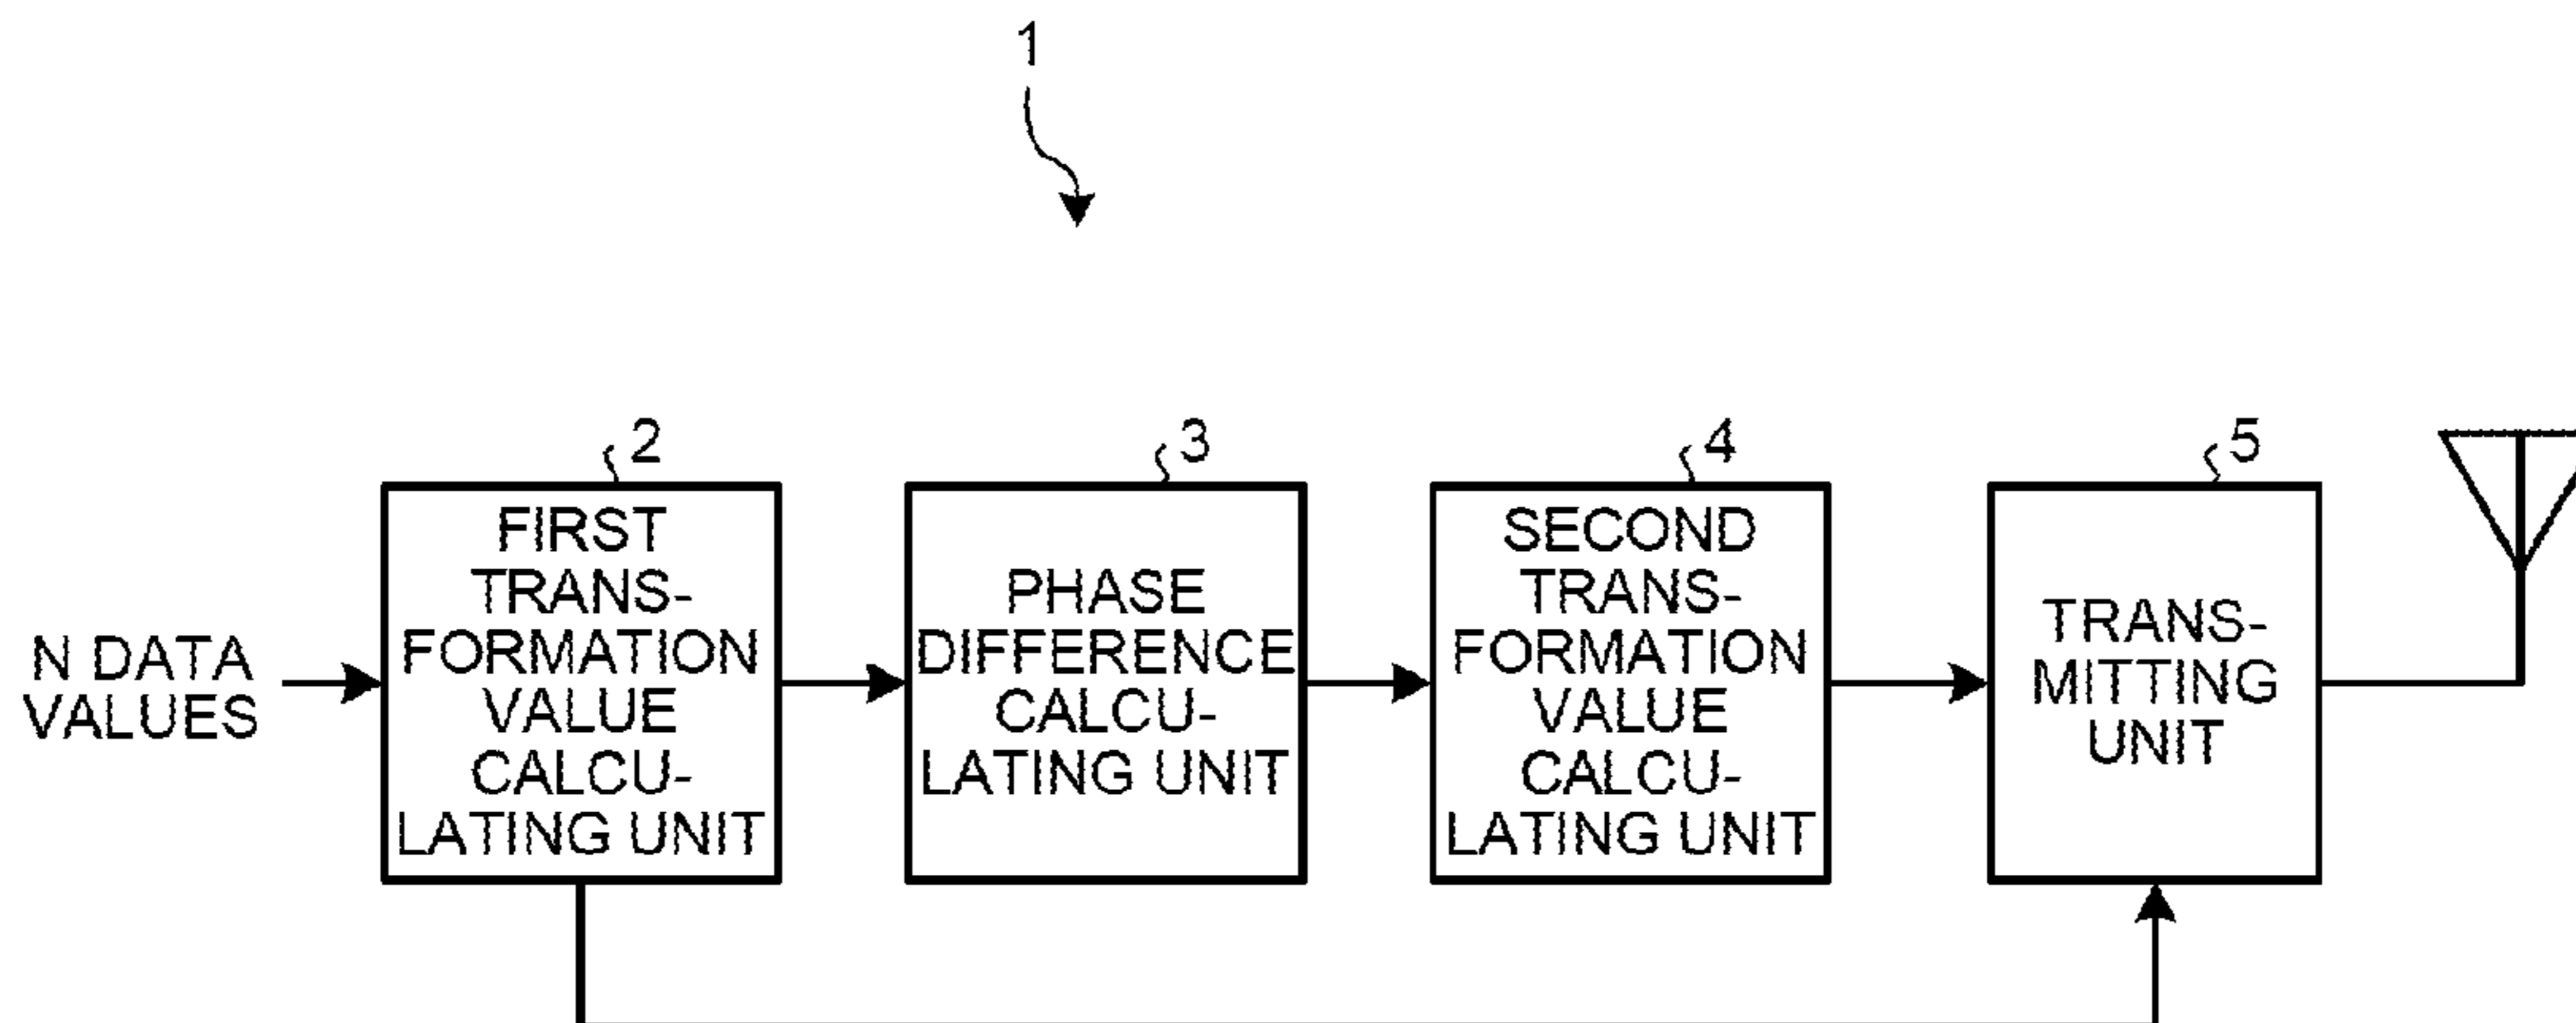 1
2
3
4
5
N DATA
VALUES
FIRST
TRANS-
FORMATION
VALUE
CALCU-
LATING UNIT
PHASE
DIFFERENCE
CALCU-
LATING UNIT
SECOND
TRANS-
FORMATION
VALUE
CALCU-
LATING UNIT
TRANS-
MITTING
UNIT